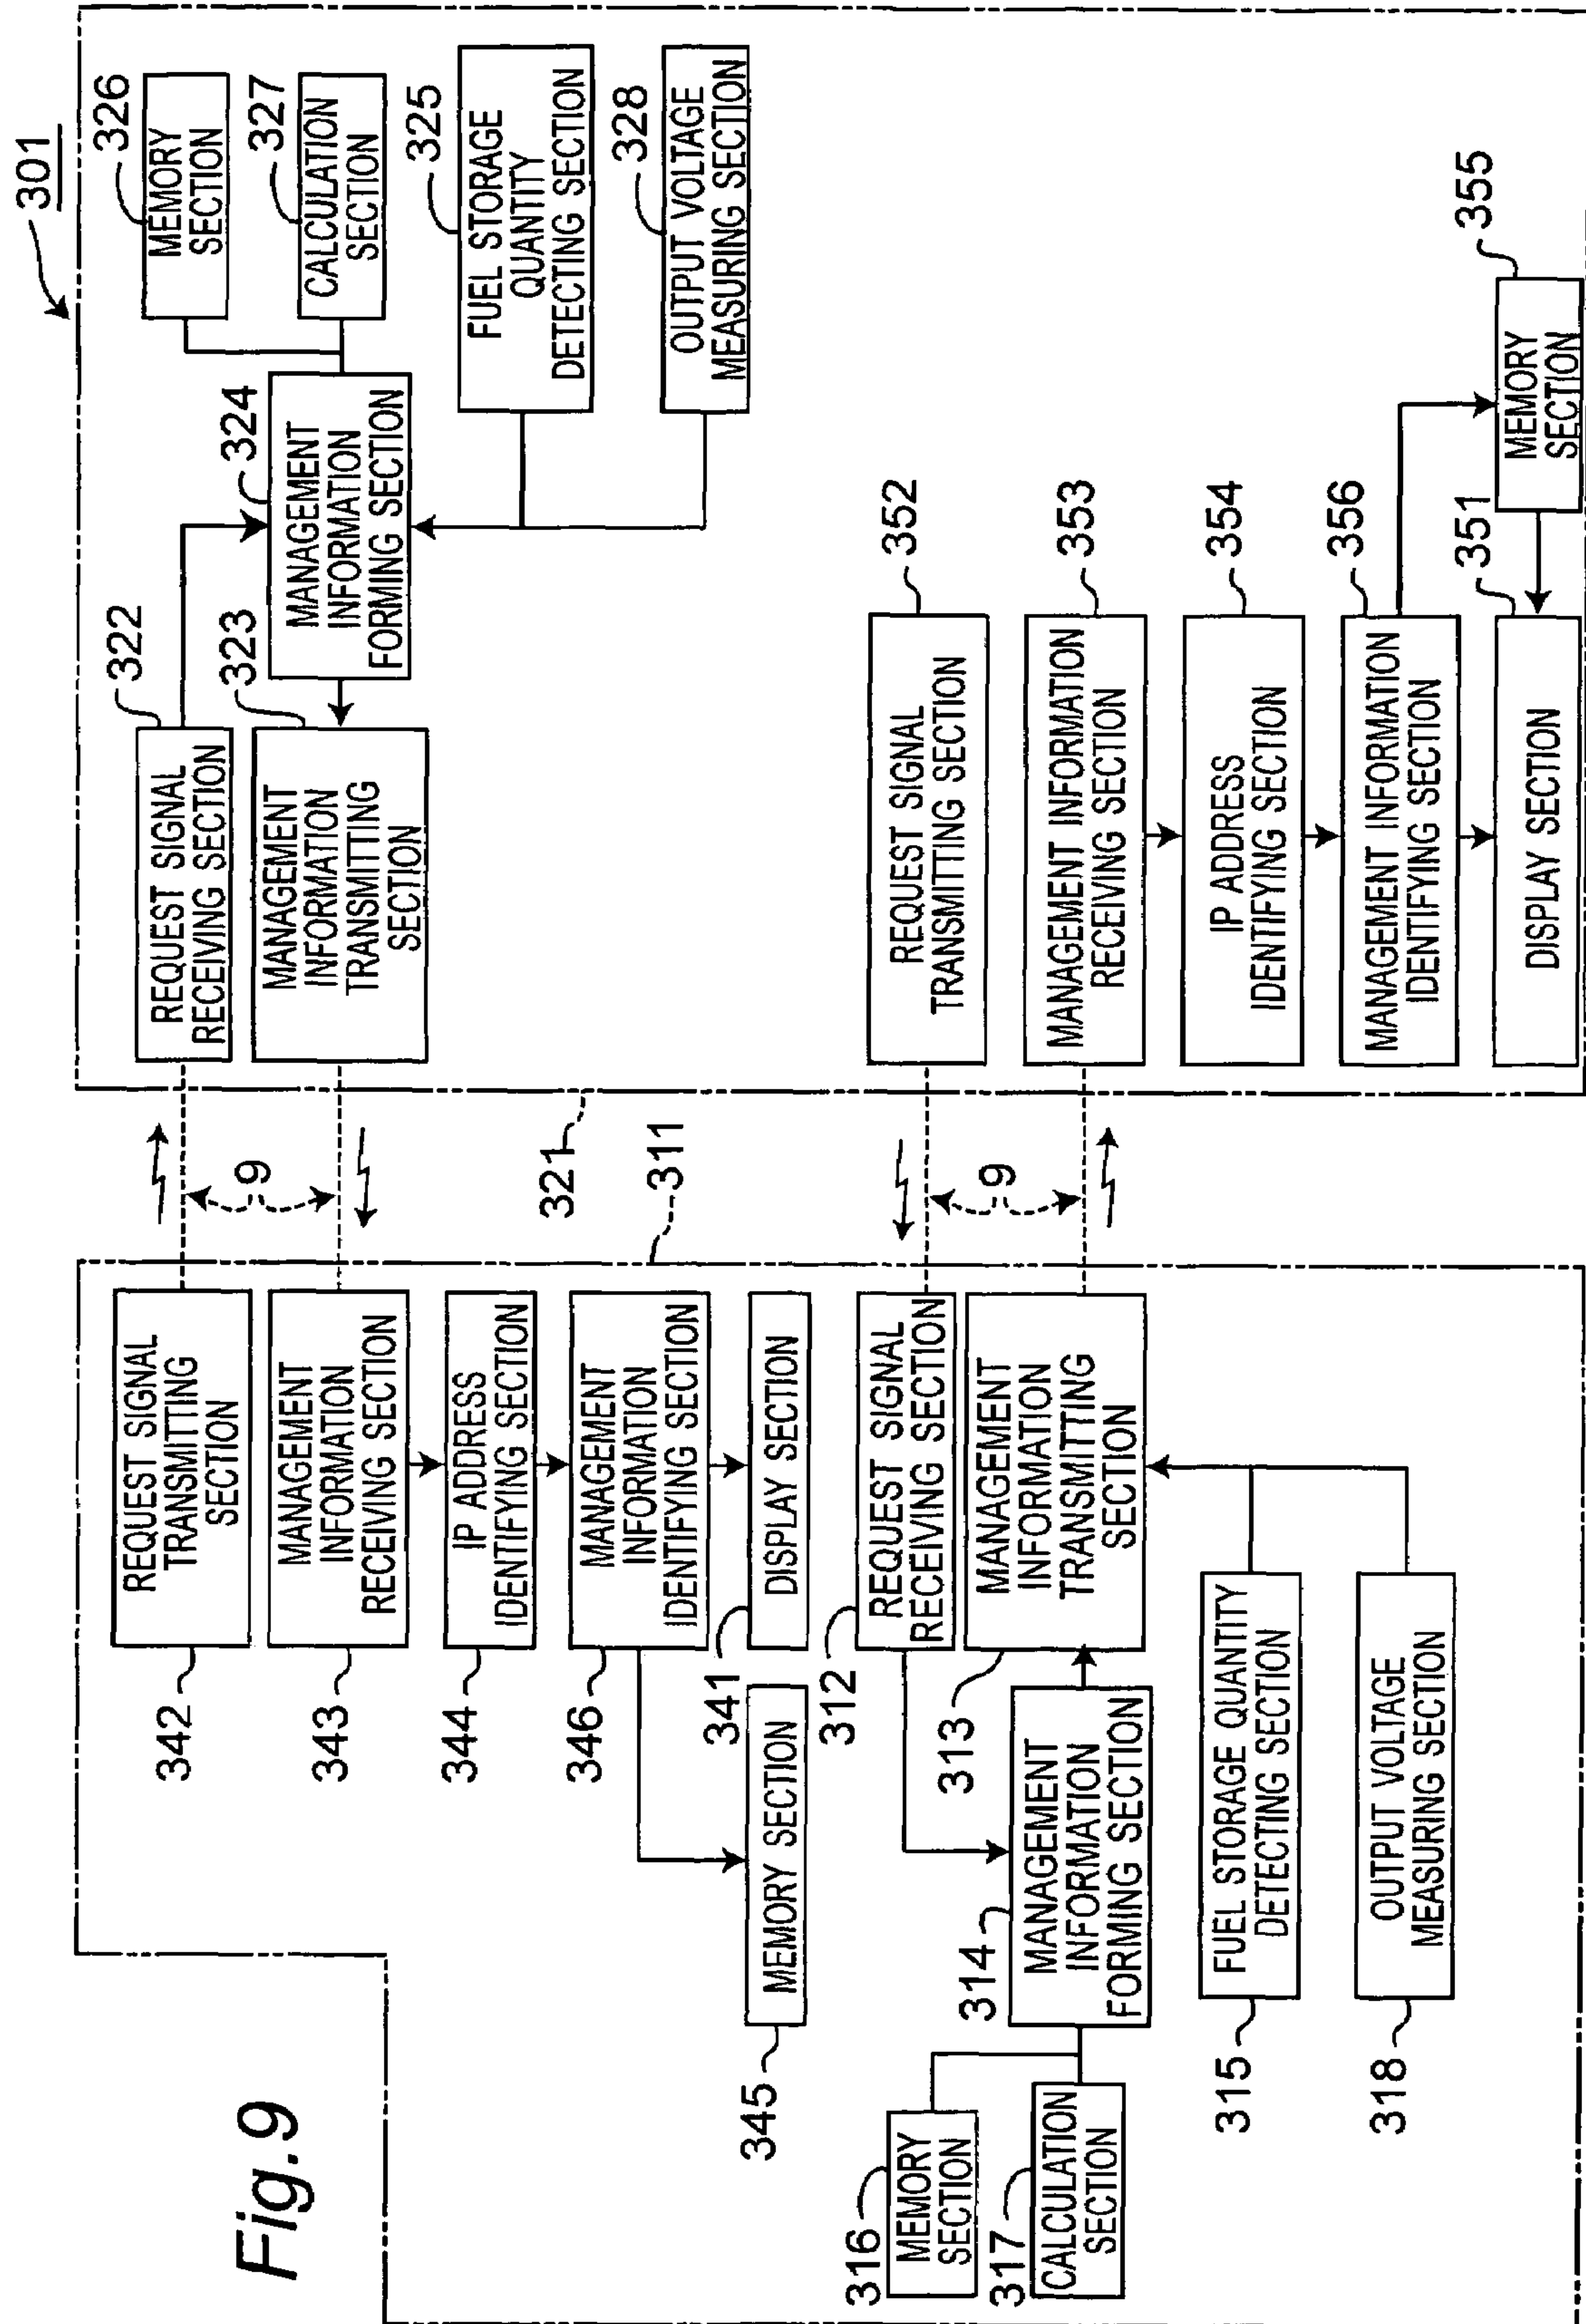 Fig.9
301
342
REQUEST SIGNAL
TRANSMITTING
SECTION
343
MANAGEMENT
INFORMATION
RECEIVING SECTION
344
IP ADDRESS
IDENTIFYING SECTION
346
MANAGEMENT
INFORMATION
IDENTIFYING SECTION
341
DISPLAY SECTION
345
MEMORY SECTION
312
REQUEST SIGNAL
RECEIVING SECTION
313
MANAGEMENT
INFORMATION
TRANSMITTING
SECTION
314
MANAGEMENT
INFORMATION
FORMING SECTION
316
MEMORY
SECTION
317
CALCULATION
SECTION
315
FUEL STORAGE QUANTITY
DETECTING SECTION
318
OUTPUT VOLTAGE
MEASURING SECTION
9
321
311
9
322
REQUEST SIGNAL
RECEIVING SECTION
323
MANAGEMENT
INFORMATION
TRANSMITTING
SECTION
324
MANAGEMENT
INFORMATION
FORMING SECTION
326
MEMORY
SECTION
327
CALCULATION
SECTION
325
FUEL STORAGE
QUANTITY
DETECTING SECTION
328
OUTPUT VOLTAGE
MEASURING SECTION
352
REQUEST SIGNAL
TRANSMITTING SECTION
353
MANAGEMENT INFORMATION
RECEIVING SECTION
354
IP ADDRESS
IDENTIFYING SECTION
356
MANAGEMENT INFORMATION
IDENTIFYING SECTION
351
DISPLAY SECTION
355
MEMORY
SECTION